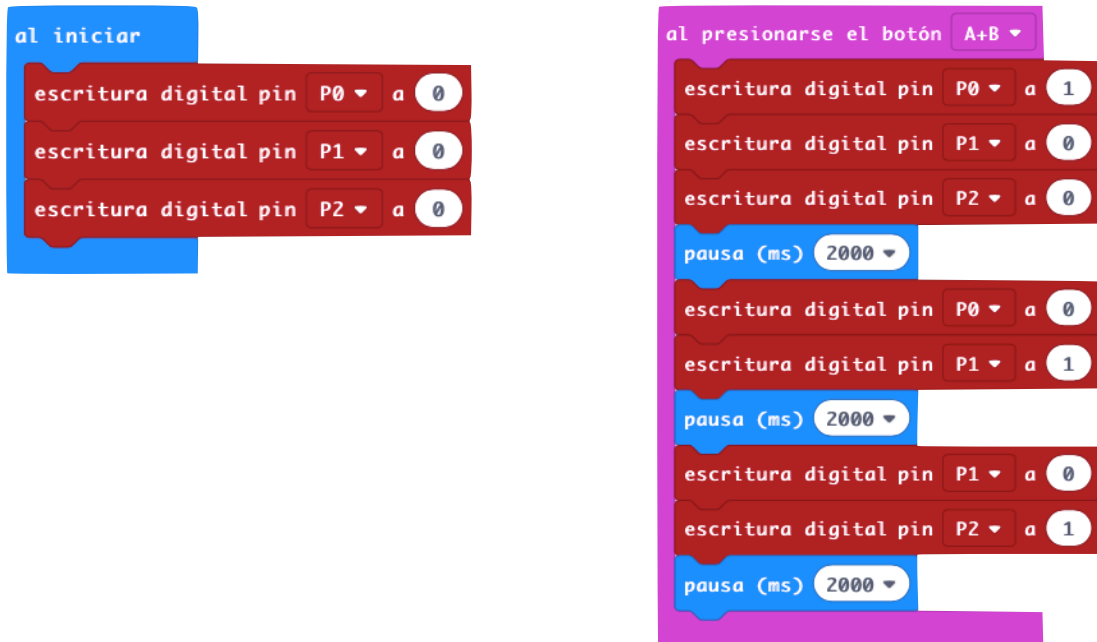 al iniciar
escritura digital pin P0 a 0
escritura digital pin P1 a 0
escritura digital pin P2 a 0
al presionarse el botón A+B
escritura digital pin P0 a 1
escritura digital pin P1 a 0
escritura digital pin P2 a 0
pausa (ms) 2000
escritura digital pin P0 a 0
escritura digital pin P1 a 1
pausa (ms) 2000
escritura digital pin P1 a 0
escritura digital pin P2 a 1
pausa (ms) 2000